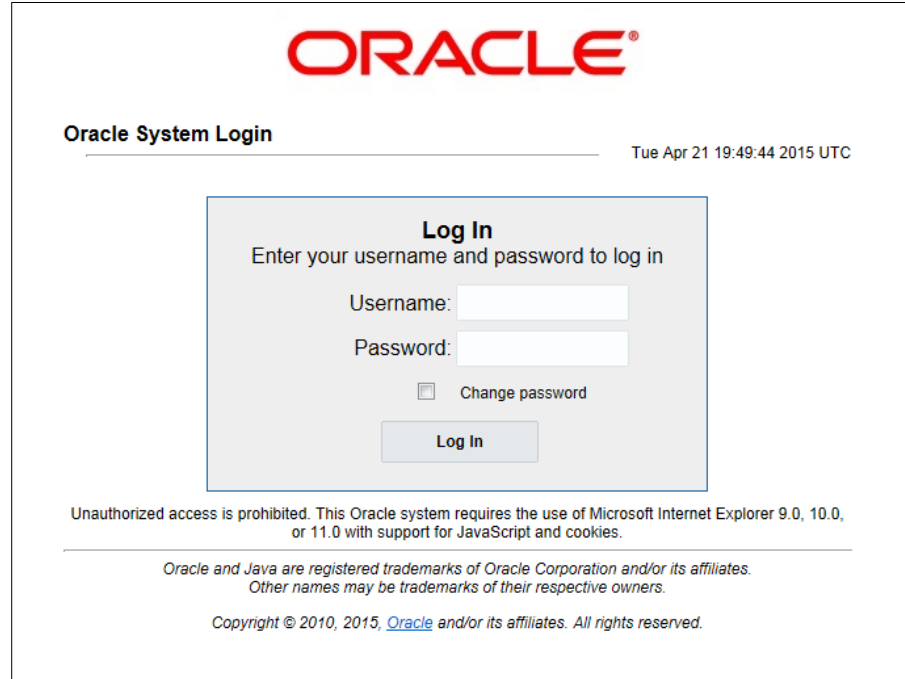 ORACLE®
Oracle System Login
Tue Apr 21 19:49:44 2015 UTC
Log In
Enter your username and password to log in
Username:
Password:
Change password
Log In
Unauthorized access is prohibited. This Oracle system requires the use of Microsoft Internet Explorer 9.0, 10.0,
or 11.0 with support for JavaScript and cookies.
Oracle and Java are registered trademarks of Oracle Corporation and/or its affiliates.
Other names may be trademarks of their respective owners.
Copyright © 2010, 2015, Oracle and/or its affiliates. All rights reserved.